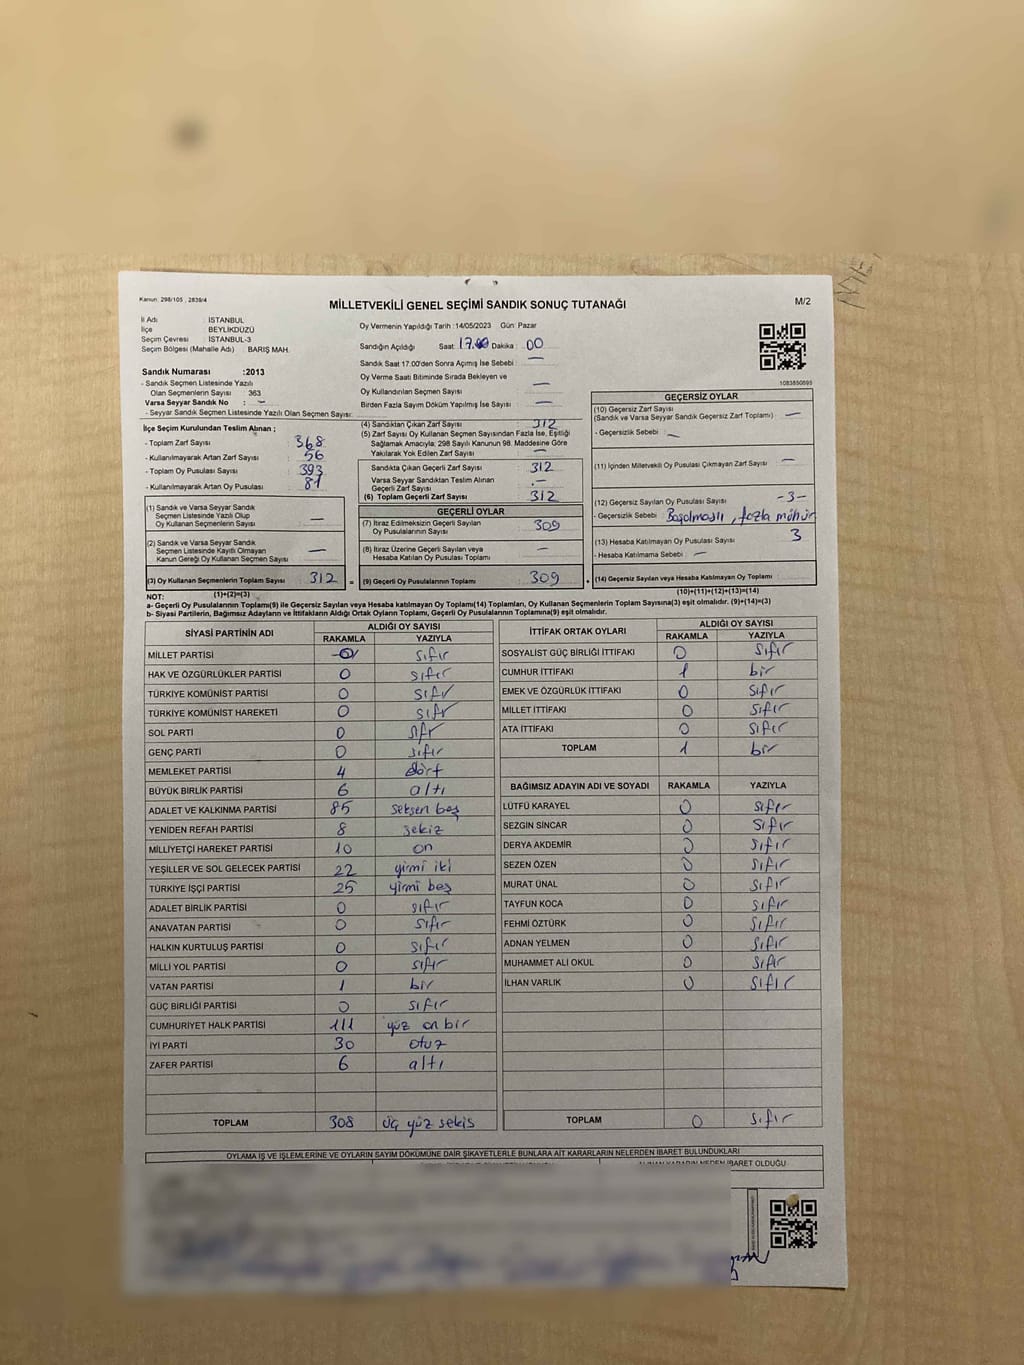 Kanun: 298/105 , 2839/4
MİLLETVEKİLİ GENEL SEÇİMİ SANDIK SONUÇ TUTANAĞI
M/2
İl Adı : İSTANBUL
İlçe : BEYLİKDÜZÜ
Seçim Çevresi : İSTANBUL-3
Seçim Bölgesi (Mahalle Adı) : BARIŞ MAH.
Sandık Numarası :2013
- Sandık Seçmen Listesinde Yazılı
Olan Seçmenlerin Sayısı 363
Varsa Seyyar Sandık No : –
- Seyyar Sandık Seçmen Listesinde Yazılı Olan Seçmen Sayısı:
Oy Vermenin Yapıldığı Tarih :14/05/2023 Gün: Pazar
Sandığın Açıldığı Saat: 17.00 Dakika : 00
Sandık Saat 17:00'den Sonra Açımış İse Sebebi : —
Oy Verme Saati Bitiminde Sırada Bekleyen ve
Oy Kullandırılan Seçmen Sayısı : —
Birden Fazla Sayım Döküm Yapılmış İse Sayısı : —
1083850895
İlçe Seçim Kurulundan Teslim Alınan ;
- Toplam Zarf Sayısı : 368
- Kullanılmayarak Artan Zarf Sayısı : 56
- Toplam Oy Pusulası Sayısı : 393
- Kullanılmayarak Artan Oy Pusulası : 81
(1) Sandık ve Varsa Seyyar Sandık
Seçmen Listesinde Yazılı Olup
Oy Kullanan Seçmenlerin Sayısı —
(2) Sandık ve Varsa Seyyar Sandık
Seçmen Listesinde Kayıtlı Olmayan
Kanun Gereği Oy Kullanan Seçmen Sayısı —
(3) Oy Kullanan Seçmenlerin Toplam Sayısı 312 =
(1)+(2)=(3)
(4) Sandıktan Çıkan Zarf Sayısı : 312
(5) Zarf Sayısı Oy Kullanan Seçmen Sayısından Fazla İse, Eşitliği
Sağlamak Amacıyla; 298 Sayılı Kanunun 98. Maddesine Göre
Yakılarak Yok Edilen Zarf Sayısı : —
Sandıkta Çıkan Geçerli Zarf Sayısı : 312
Varsa Seyyar Sandıktan Teslim Alınan
Geçerli Zarf Sayısı : –
(6) Toplam Geçerli Zarf Sayısı : 312
GEÇERLİ OYLAR
(7) İtiraz Edilmeksizin Geçerli Sayılan
Oy Pusulalarının Sayısı : 309
(8) İtiraz Üzerine Geçerli Sayılan veya
Hesaba Katılan Oy Pusulası Toplamı : –
(9) Geçerli Oy Pusulalarının Toplamı : 309 +
GEÇERSİZ OYLAR
(10) Geçersiz Zarf Sayısı
(Sandık ve Varsa Seyyar Sandık Geçersiz Zarf Toplamı) : —
- Geçersizlik Sebebi : —
(11) İçinden Milletvekili Oy Pusulası Çıkmayan Zarf Sayısı : —
(12) Geçersiz Sayılan Oy Pusulası Sayısı : -3-
- Geçersizlik Sebebi : , fazla mühür
(13) Hesaba Katılmayan Oy Pusulası Sayısı : 3
- Hesaba Katılmama Sebebi : —
(14) Geçersiz Sayılan veya Hesaba Katılmayan Oy Toplamı
(10)+(11)+(12)+(13)=(14)
NOT:
a- Geçerli Oy Pusulaları Toplamı(9) ile Geçersiz Sayılan veya Hesaba katılmayan Oy Toplamı(14) Toplamları, Oy Kullanan Seçmenlerin Toplam Sayısına(3) eşit olmalıdır. (9)+(14)=(3)
b- Siyasi Partilerin, Bağımsız Adayların ve İttifakların Aldığı Ortak Oyların Toplamı, Geçerli Oy Pusulalarının Toplamına(9) eşit olmalıdır.
SİYASİ PARTİNİN ADI
ALDIĞI OY SAYISI
RAKAMLA YAZIYLA
MİLLET PARTİSİ 0 sıfır
HAK VE ÖZGÜRLÜKLER PARTİSİ 0 sıfır
TÜRKİYE KOMÜNİST PARTİSİ 0 sıfır
TÜRKİYE KOMÜNİST HAREKETİ 0 sıfır
SOL PARTİ 0 sıfır
GENÇ PARTİ 0 sıfır
MEMLEKET PARTİSİ 4 dört
BÜYÜK BİRLİK PARTİSİ 6 altı
ADALET VE KALKINMA PARTİSİ 85 seksen beş
YENİDEN REFAH PARTİSİ 8 sekiz
MİLLİYETÇİ HAREKET PARTİSİ 10 on
YEŞİLLER VE SOL GELECEK PARTİSİ 22 yirmi iki
TÜRKİYE İŞÇİ PARTİSİ 25 yirmi beş
ADALET BİRLİK PARTİSİ 0 sıfır
ANAVATAN PARTİSİ 0 sıfır
HALKIN KURTULUŞ PARTİSİ 0 sıfır
MİLLİ YOL PARTİSİ 0 sıfır
VATAN PARTİSİ 1 bir
GÜÇ BİRLİĞİ PARTİSİ 0 sıfır
CUMHURİYET HALK PARTİSİ 111 yüz on bir
İYİ PARTİ 30 otuz
ZAFER PARTİSİ 6 altı
TOPLAM 308 üç yüz sekis
İTTİFAK ORTAK OYLARI
ALDIĞI OY SAYISI
RAKAMLA YAZIYLA
SOSYALİST GÜÇ BİRLİĞİ İTTİFAKI 0 sıfır
CUMHUR İTTİFAKI 1 bir
EMEK VE ÖZGÜRLÜK İTTİFAKI 0 sıfır
MİLLET İTTİFAKI 0 sıfır
ATA İTTİFAKI 0 sıfır
TOPLAM 1 bir
BAĞIMSIZ ADAYIN ADI VE SOYADI RAKAMLA YAZIYLA
LÜTFÜ KARAYEL 0 sıfır
SEZGİN SİNCAR 0 sıfır
DERYA AKDEMİR 0 sıfır
SEZEN ÖZEN 0 sıfır
MURAT ÜNAL 0 sıfır
TAYFUN KOCA 0 sıfır
FEHMİ ÖZTÜRK 0 sıfır
ADNAN YELMEN 0 sıfır
MUHAMMET ALİ OKUL 0 sıfır
İLHAN VARLIK 0 sıfır
TOPLAM 0 sıfır
OYLAMA İŞ VE İŞLEMLERİNE VE OYLARIN SAYIM DÖKÜMÜNE DAİR ŞİKAYETLERLE BUNLARA AİT KARARLARIN NELERDEN İBARET BULUNDUKLARI
ALINAN KARARIN NEDEN İBARET OLDUĞU